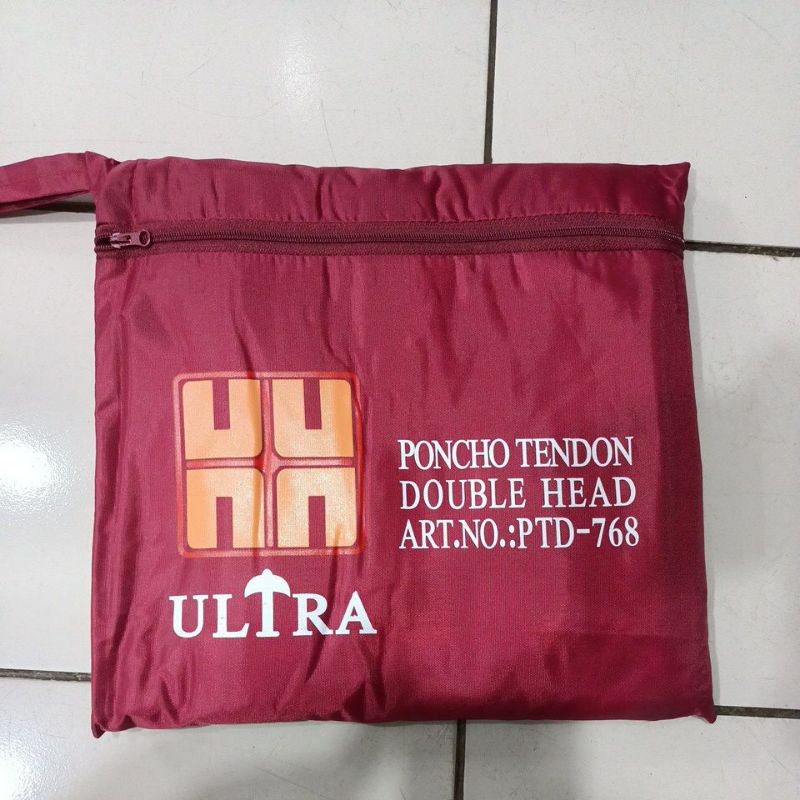 ULTRA
PONCHO TENDON
DOUBLE HEAD
ART.NO.:PTD-768